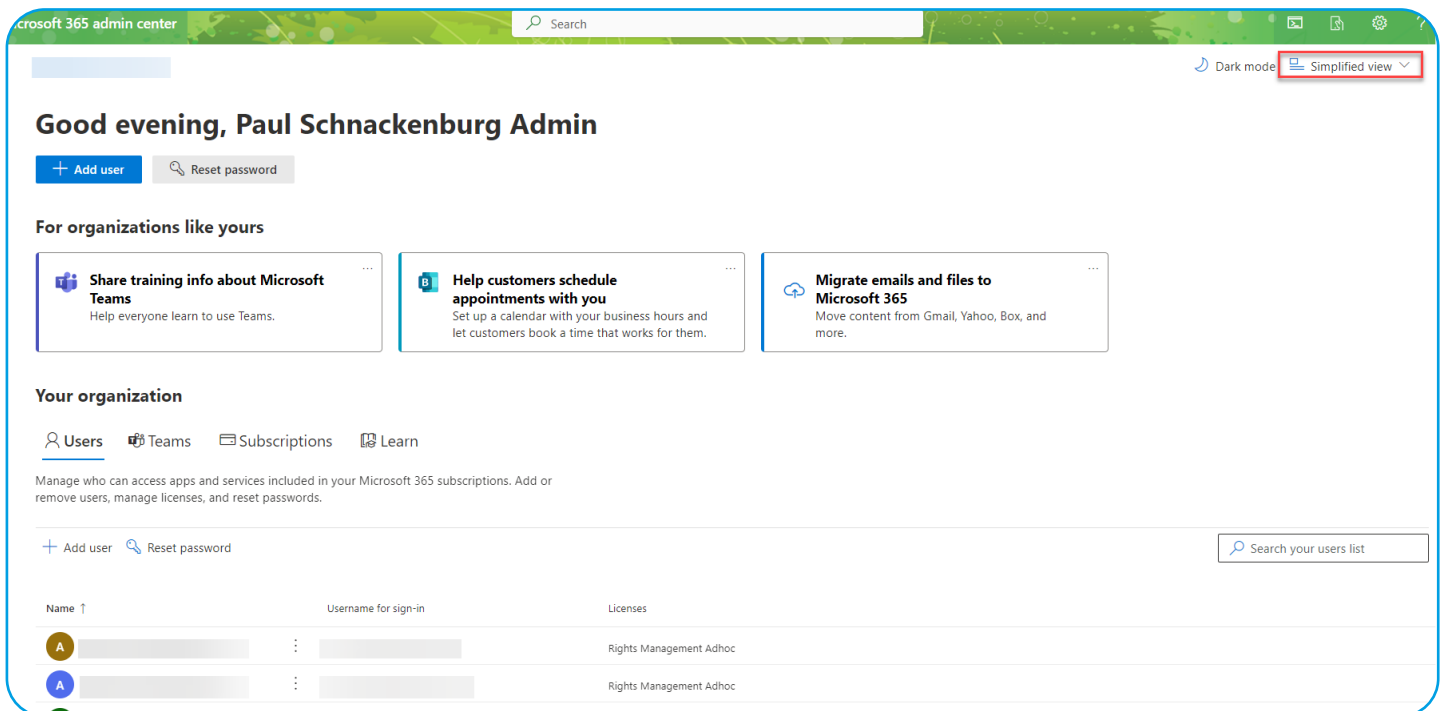 crosoft 365 admin center
Search
?
Dark mode
Simplified view
Good evening, Paul Schnackenburg Admin
Add user
Reset password
For organizations like yours
Share training info about Microsoft
Teams
Help everyone learn to use Teams.
B
Help customers schedule
appointments with you
Set up a calendar with your business hours and
let customers book a time that works for them.
Migrate emails and files to
Microsoft 365
Move content from Gmail, Yahoo, Box, and
more.
Your organization
Users Teams Subscriptions Learn
Manage who can access apps and services included in your Microsoft 365 subscriptions. Add or
remove users, manage licenses, and reset passwords.
Add user Reset password
Search your users list
Name ↑ Username for sign-in Licenses
A Rights Management Adhoc
A Rights Management Adhoc